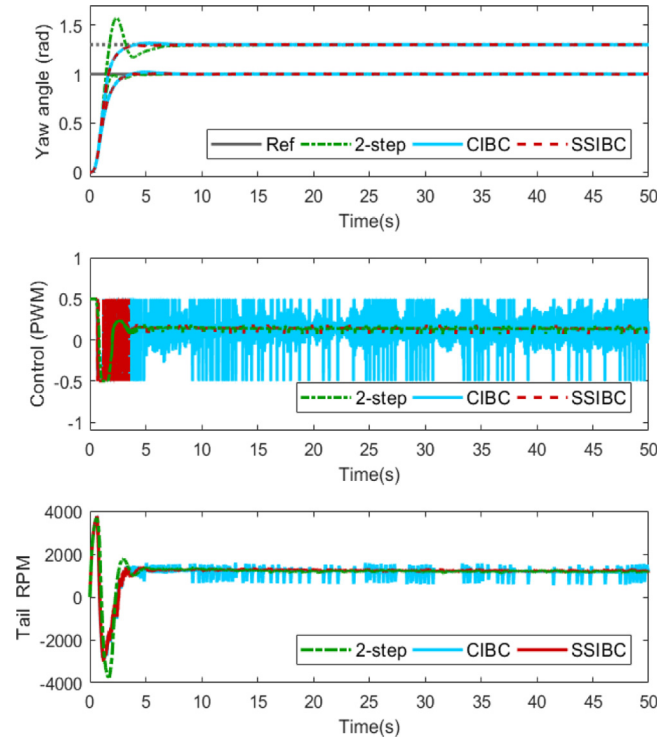 Yaw angle (rad)
1.5
1
1.5
0
Ref 2-step CIBC SSIBC
0 5 10 15 20 25 30 35 40 45 50
Time(s)
Control (PWM)
1
0.5
0
-0.5
-1
2-step CIBC SSIBC
0 5 10 15 20 25 30 35 40 45 50
Time(s)
Tail RPM
4000
2000
0
-2000
-4000
2-step CIBC SSIBC
0 5 10 15 20 25 30 35 40 45 50
Time(s)